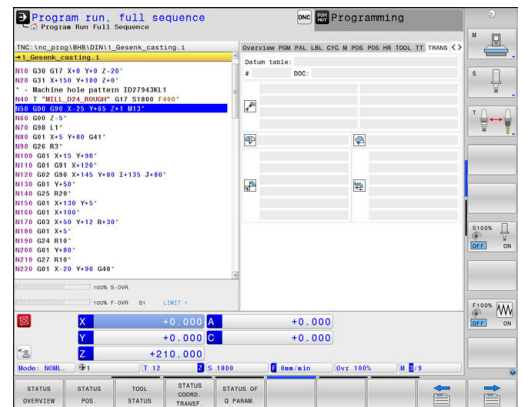 Program run, full sequence
Program Run Full Sequence
DNC
Programming
TNC:\nc_prog\BHB\DIN\1_Gesenk_casting.i
→1_Gesenk_casting.i
N10 G30 G17 X+0 Y+0 Z-20*
N20 G31 X+150 Y+100 Z+0*
* - Machine hole pattern ID27943KL1
N40 T "MILL_D24_ROUGH" G17 S1800 F400*
N50 G00 G90 X-25 Y+65 Z+1 M13*
N60 G00 Z-5*
N70 G98 L1*
N80 G01 X+5 Y+80 G41*
N90 G26 R3*
N100 G01 X+15 Y+90*
N110 G01 G91 X+120*
N120 G02 G90 X+145 Y+80 I+135 J+80*
N130 G01 Y+50*
N140 G25 R20*
N150 G01 X+130 Y+5*
N160 G01 X+100*
N170 G03 X+50 Y+12 R+30*
N180 G01 X+5*
N190 G24 R10*
N200 G01 Y+80*
N210 G27 R10*
N220 G01 X-20 Y+90 G40*
100% S-OVR
100% F-OVR S1 LIMIT 1
Overview PGM PAL LBL CYC M POS POS HR TOOL TT TRANS
Datum table:
# DOC:
X +0.000 A +0.000
Y +0.000 C +0.000
Z +210.000
Mode: NOML. 1 T 12 Z S 1800 F 0mm/min Ovr 100% M 5/9
STATUS OVERVIEW
STATUS POS.
TOOL STATUS
STATUS COORD. TRANSF.
STATUS OF Q PARAM.
M
S
T
S100%
OFF ON
F100%
OFF ON